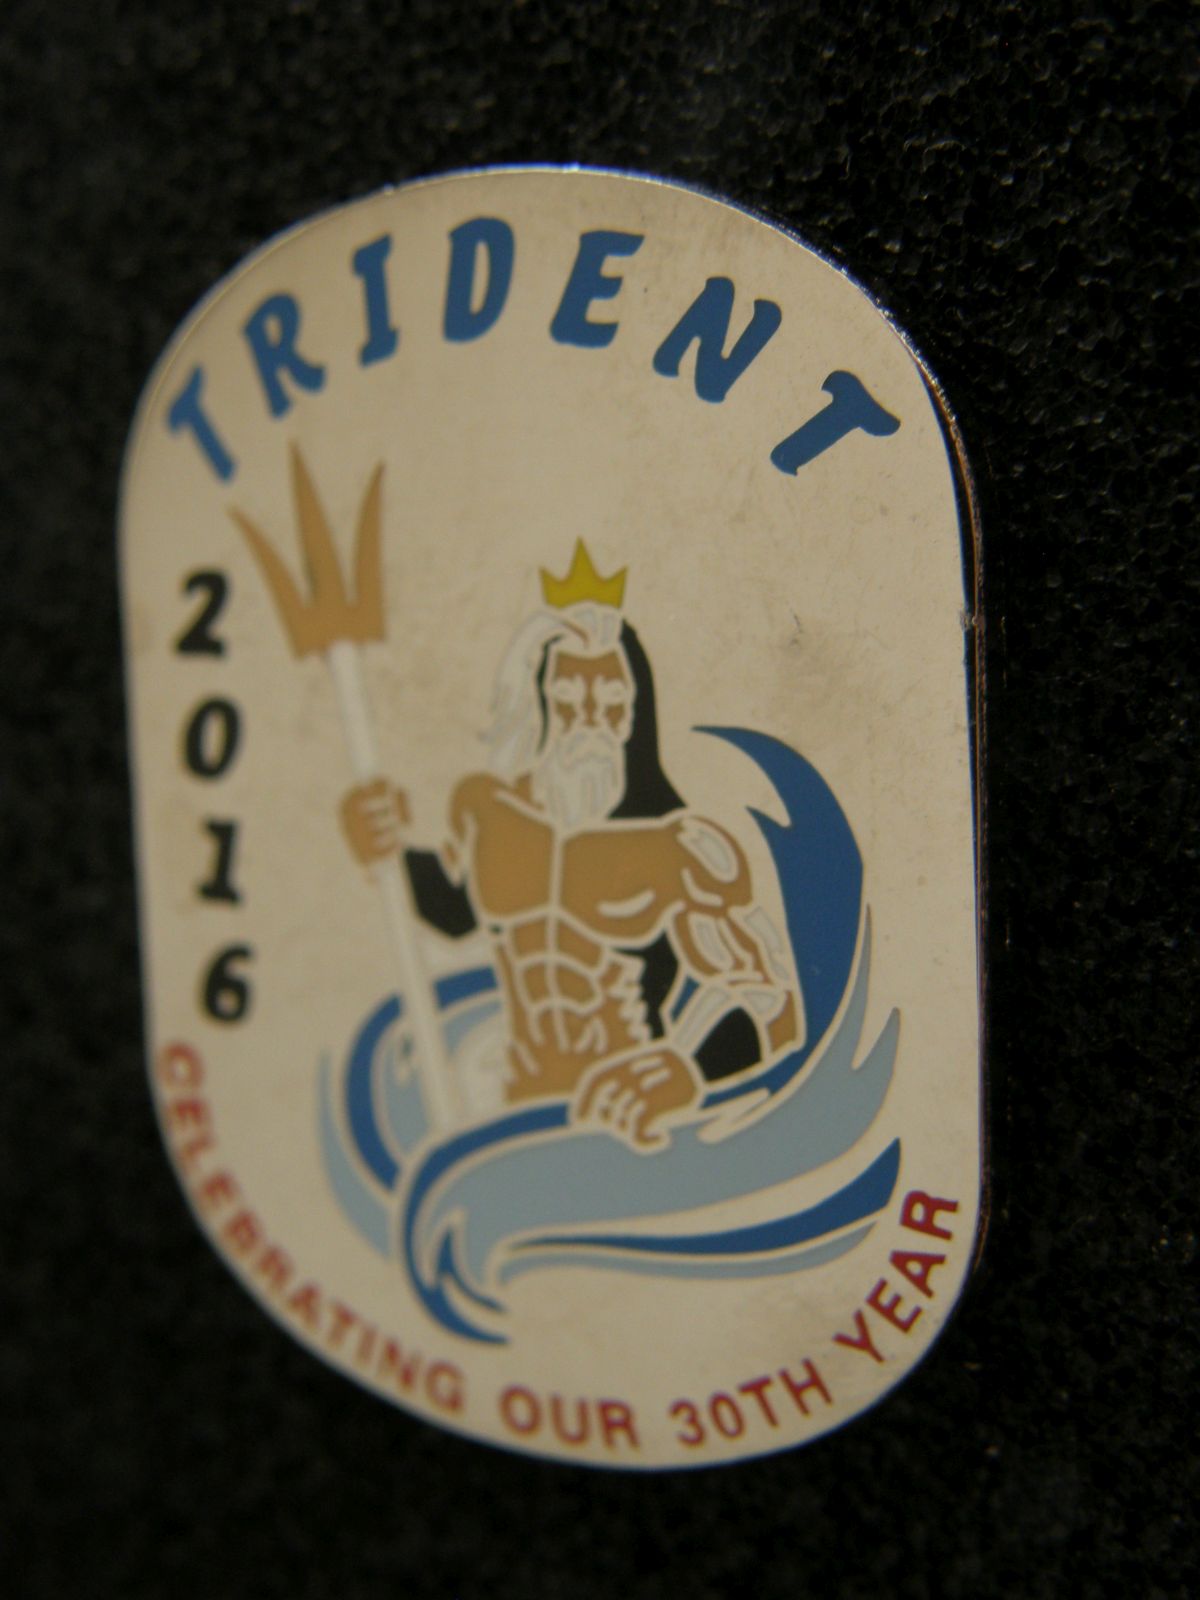 TRIDENT
2016
CELEBRATING OUR 30TH YEAR